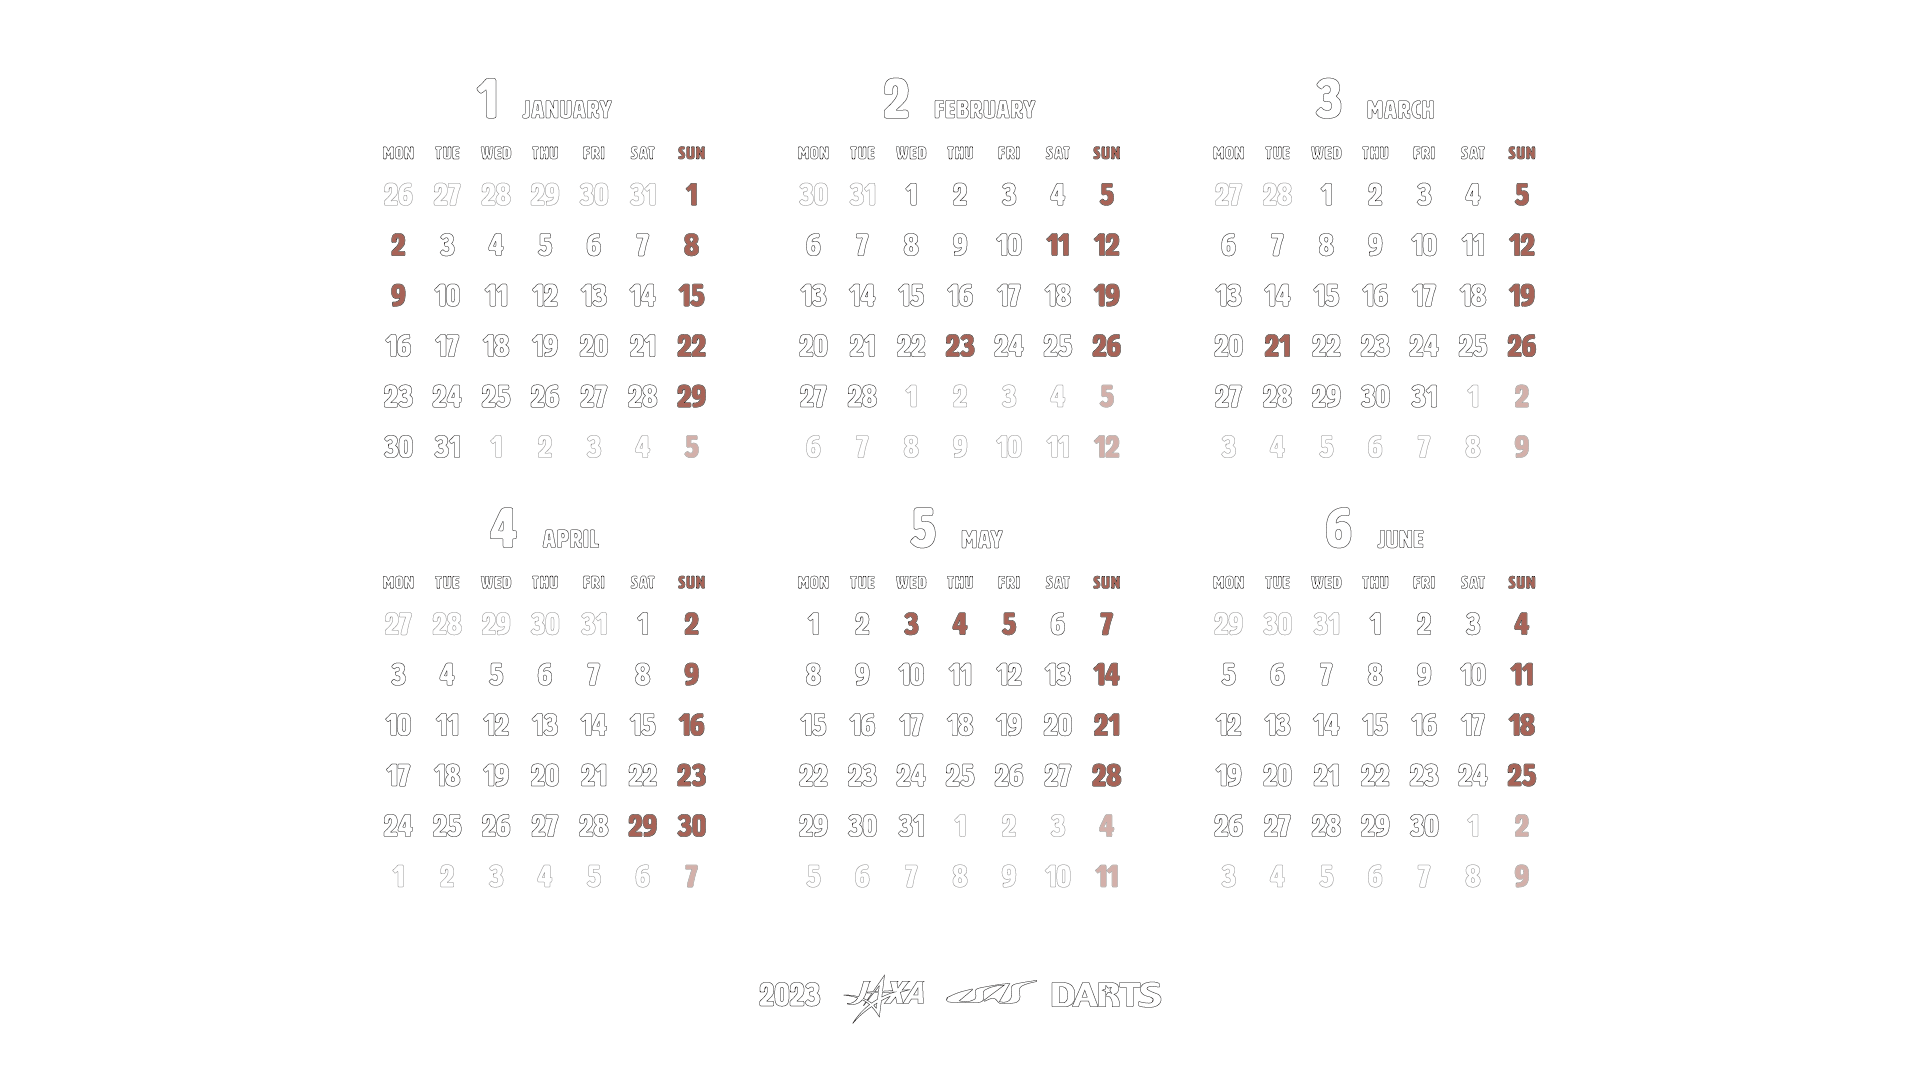 1 JANUARY
MON TUE WED THU FRI SAT SUN
26 27 28 29 30 31 1
2 3 4 5 6 7 8
9 10 11 12 13 14 15
16 17 18 19 20 21 22
23 24 25 26 27 28 29
30 31 1 2 3 4 5
2 FEBRUARY
MON TUE WED THU FRI SAT SUN
30 31 1 2 3 4 5
6 7 8 9 10 11 12
13 14 15 16 17 18 19
20 21 22 23 24 25 26
27 28 1 2 3 4 5
6 7 8 9 10 11 12
3 MARCH
MON TUE WED THU FRI SAT SUN
27 28 1 2 3 4 5
6 7 8 9 10 11 12
13 14 15 16 17 18 19
20 21 22 23 24 25 26
27 28 29 30 31 1 2
3 4 5 6 7 8 9
4 APRIL
MON TUE WED THU FRI SAT SUN
27 28 29 30 31 1 2
3 4 5 6 7 8 9
10 11 12 13 14 15 16
17 18 19 20 21 22 23
24 25 26 27 28 29 30
1 2 3 4 5 6 7
5 MAY
MON TUE WED THU FRI SAT SUN
1 2 3 4 5 6 7
8 9 10 11 12 13 14
15 16 17 18 19 20 21
22 23 24 25 26 27 28
29 30 31 1 2 3 4
5 6 7 8 9 10 11
6 JUNE
MON TUE WED THU FRI SAT SUN
29 30 31 1 2 3 4
5 6 7 8 9 10 11
12 13 14 15 16 17 18
19 20 21 22 23 24 25
26 27 28 29 30 1 2
3 4 5 6 7 8 9
2023 JAXA ISAS DARTS